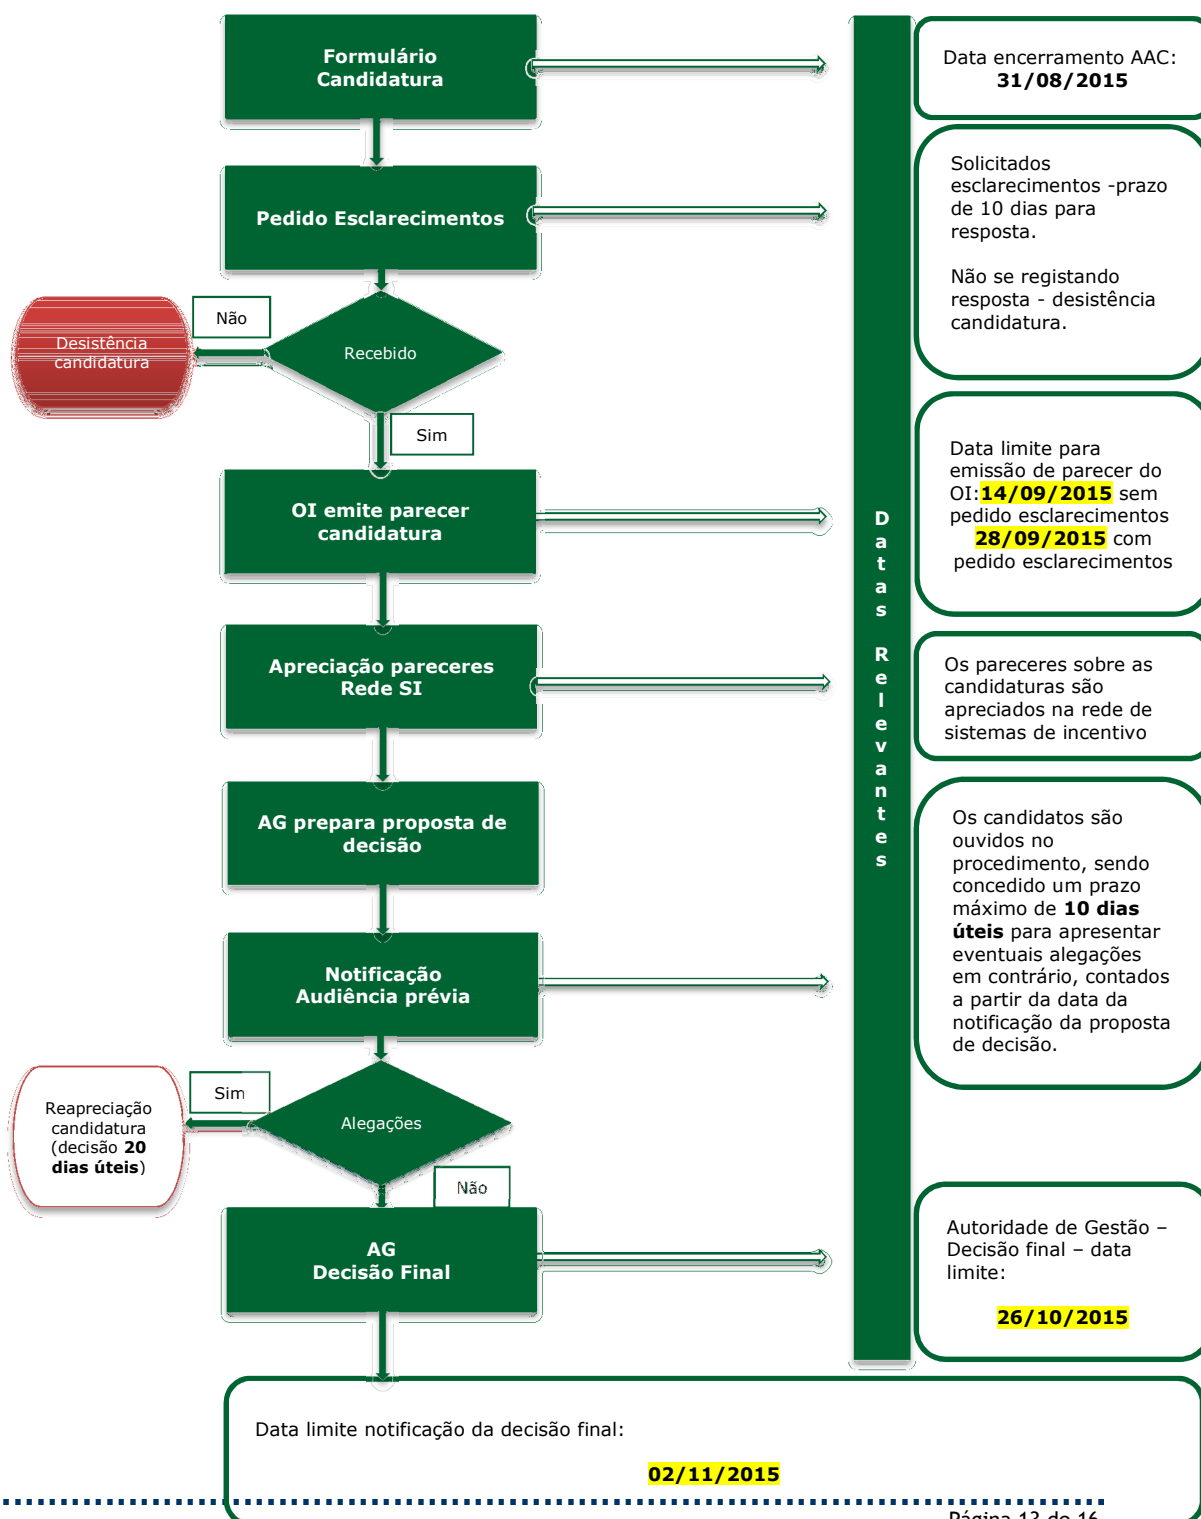 Formulário
Candidatura
Data encerramento AAC:
31/08/2015
Pedido Esclarecimentos
Solicitados
esclarecimentos -prazo
de 10 dias para
resposta.
Não se registando
resposta - desistência
candidatura.
Não
Desistência
candidatura
Recebido
Sim
OI emite parecer
candidatura
Data limite para
emissão de parecer do
OI:14/09/2015 sem
pedido esclarecimentos
28/09/2015 com
pedido esclarecimentos
Datas Relevantes
Apreciação pareceres
Rede SI
Os pareceres sobre as
candidaturas são
apreciados na rede de
sistemas de incentivo
AG prepara proposta de
decisão
Os candidatos são
ouvidos no
procedimento, sendo
concedido um prazo
máximo de 10 dias
úteis para apresentar
eventuais alegações
em contrário, contados
a partir da data da
notificação da proposta
de decisão.
Notificação
Audiência prévia
Sim
Reapreciação
candidatura
(decisão 20
dias úteis)
Alegações
Não
AG
Decisão Final
Autoridade de Gestão –
Decisão final – data
limite:
26/10/2015
Data limite notificação da decisão final:
02/11/2015
Página 13 de 16